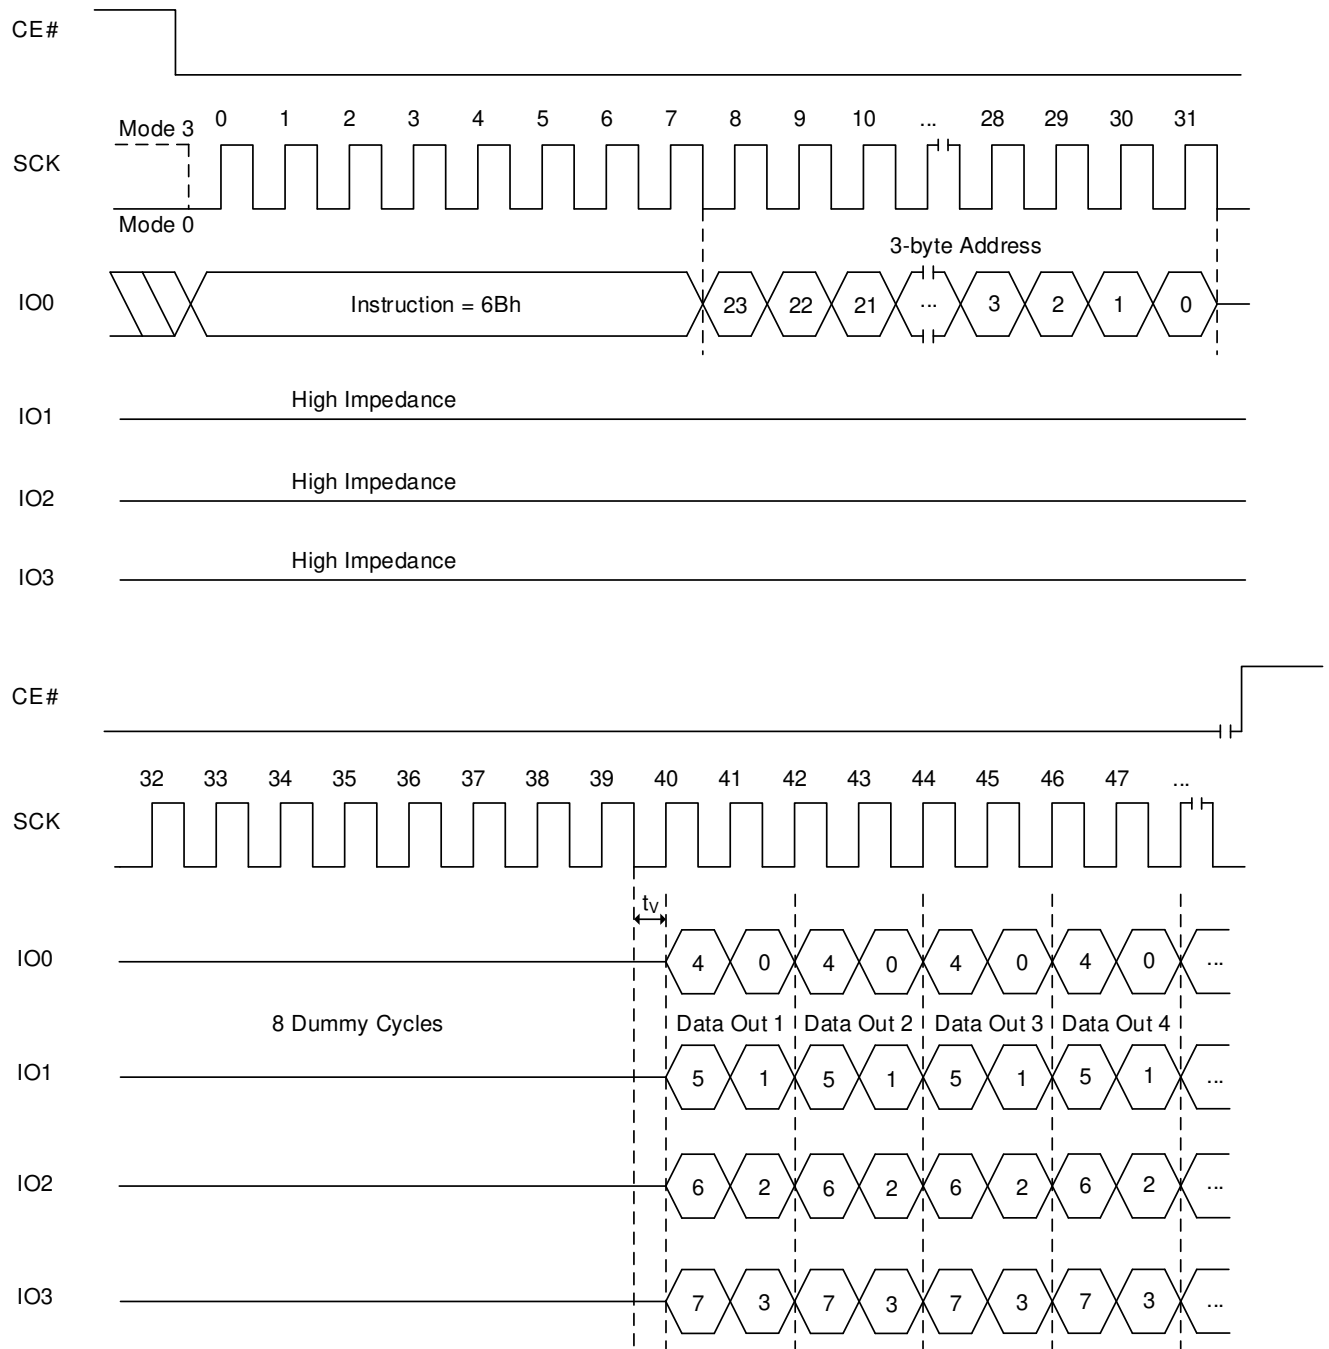 CE#
Mode 3 0 1 2 3 4 5 6 7 8 9 10 ... 28 29 30 31
SCK
Mode 0
3-byte Address
IO0 Instruction = 6Bh 23 22 21 ... 3 2 1 0
High Impedance
IO1
High Impedance
IO2
High Impedance
IO3
CE#
32 33 34 35 36 37 38 39 40 41 42 43 44 45 46 47 ...
SCK
tV
IO0 4 0 4 0 4 0 4 0 ...
8 Dummy Cycles Data Out 1 Data Out 2 Data Out 3 Data Out 4
IO1 5 1 5 1 5 1 5 1 ...
IO2 6 2 6 2 6 2 6 2 ...
IO3 7 3 7 3 7 3 7 3 ...